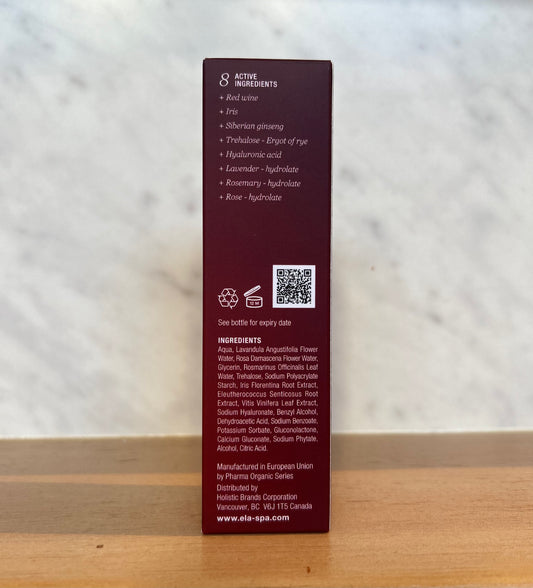 8 ACTIVE
INGREDIENTS
+ Red wine
+ Iris
+ Siberian ginseng
+ Trehalose - Ergot of rye
+ Hyaluronic acid
+ Lavender - hydrolate
+ Rosemary - hydrolate
+ Rose - hydrolate
12 M
See bottle for expiry date
INGREDIENTS
Aqua, Lavandula Angustifolia Flower
Water, Rosa Damascena Flower Water,
Glycerin, Rosmarinus Officinalis Leaf
Water, Trehalose, Sodium Polyacrylate
Starch, Iris Florentina Root Extract,
Eleutherococcus Senticosus Root
Extract, Vitis Vinifera Leaf Extract,
Sodium Hyaluronate, Benzyl Alcohol,
Dehydroacetic Acid, Sodium Benzoate,
Potassium Sorbate, Gluconolactone,
Calcium Gluconate, Sodium Phytate,
Alcohol, Citric Acid.
Manufactured in European Union
by Pharma Organic Series
Distributed by
Holistic Brands Corporation
Vancouver, BC V6J 1T5 Canada
www.ela-spa.com